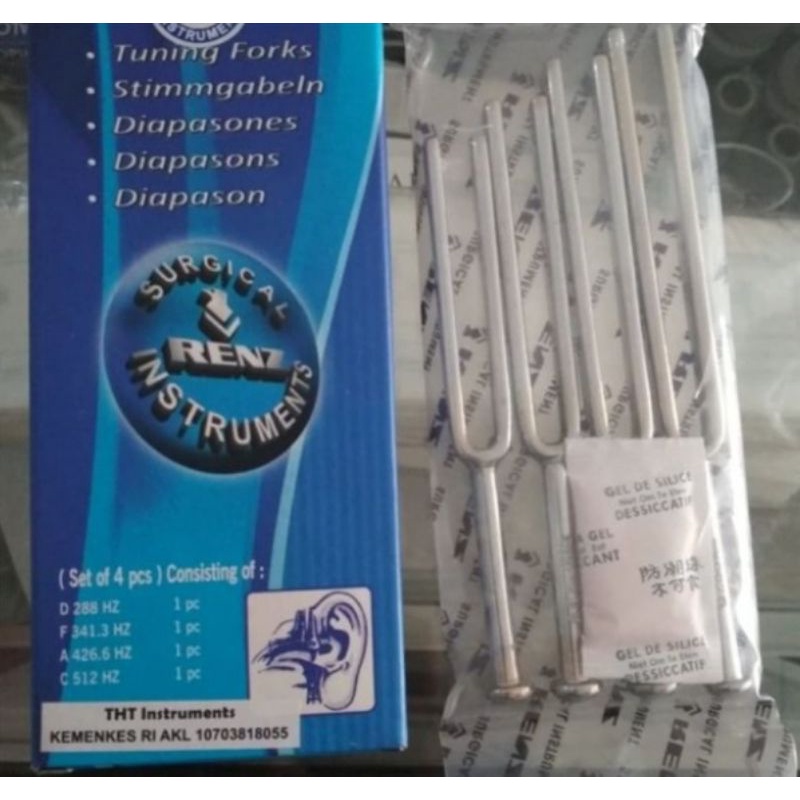 • Tuning Forks
• Stimmgabeln
• Diapasones
• Diapasons
• Diapason
SURGICAL
RENZ
INSTRUMENTS
( Set of 4 pcs ) Consisting of :
D 288 HZ 1 pc
F 341.3 HZ 1 pc
A 426.6 HZ 1 pc
C 512 HZ 1 pc
THT Instruments
KEMENKES RI AKL 10703818055
GEL DE SILICE
DESSICCATIF
A GEL
CANT
防潮珠
不可食
GEL DE SILICE
DESSICCATIF